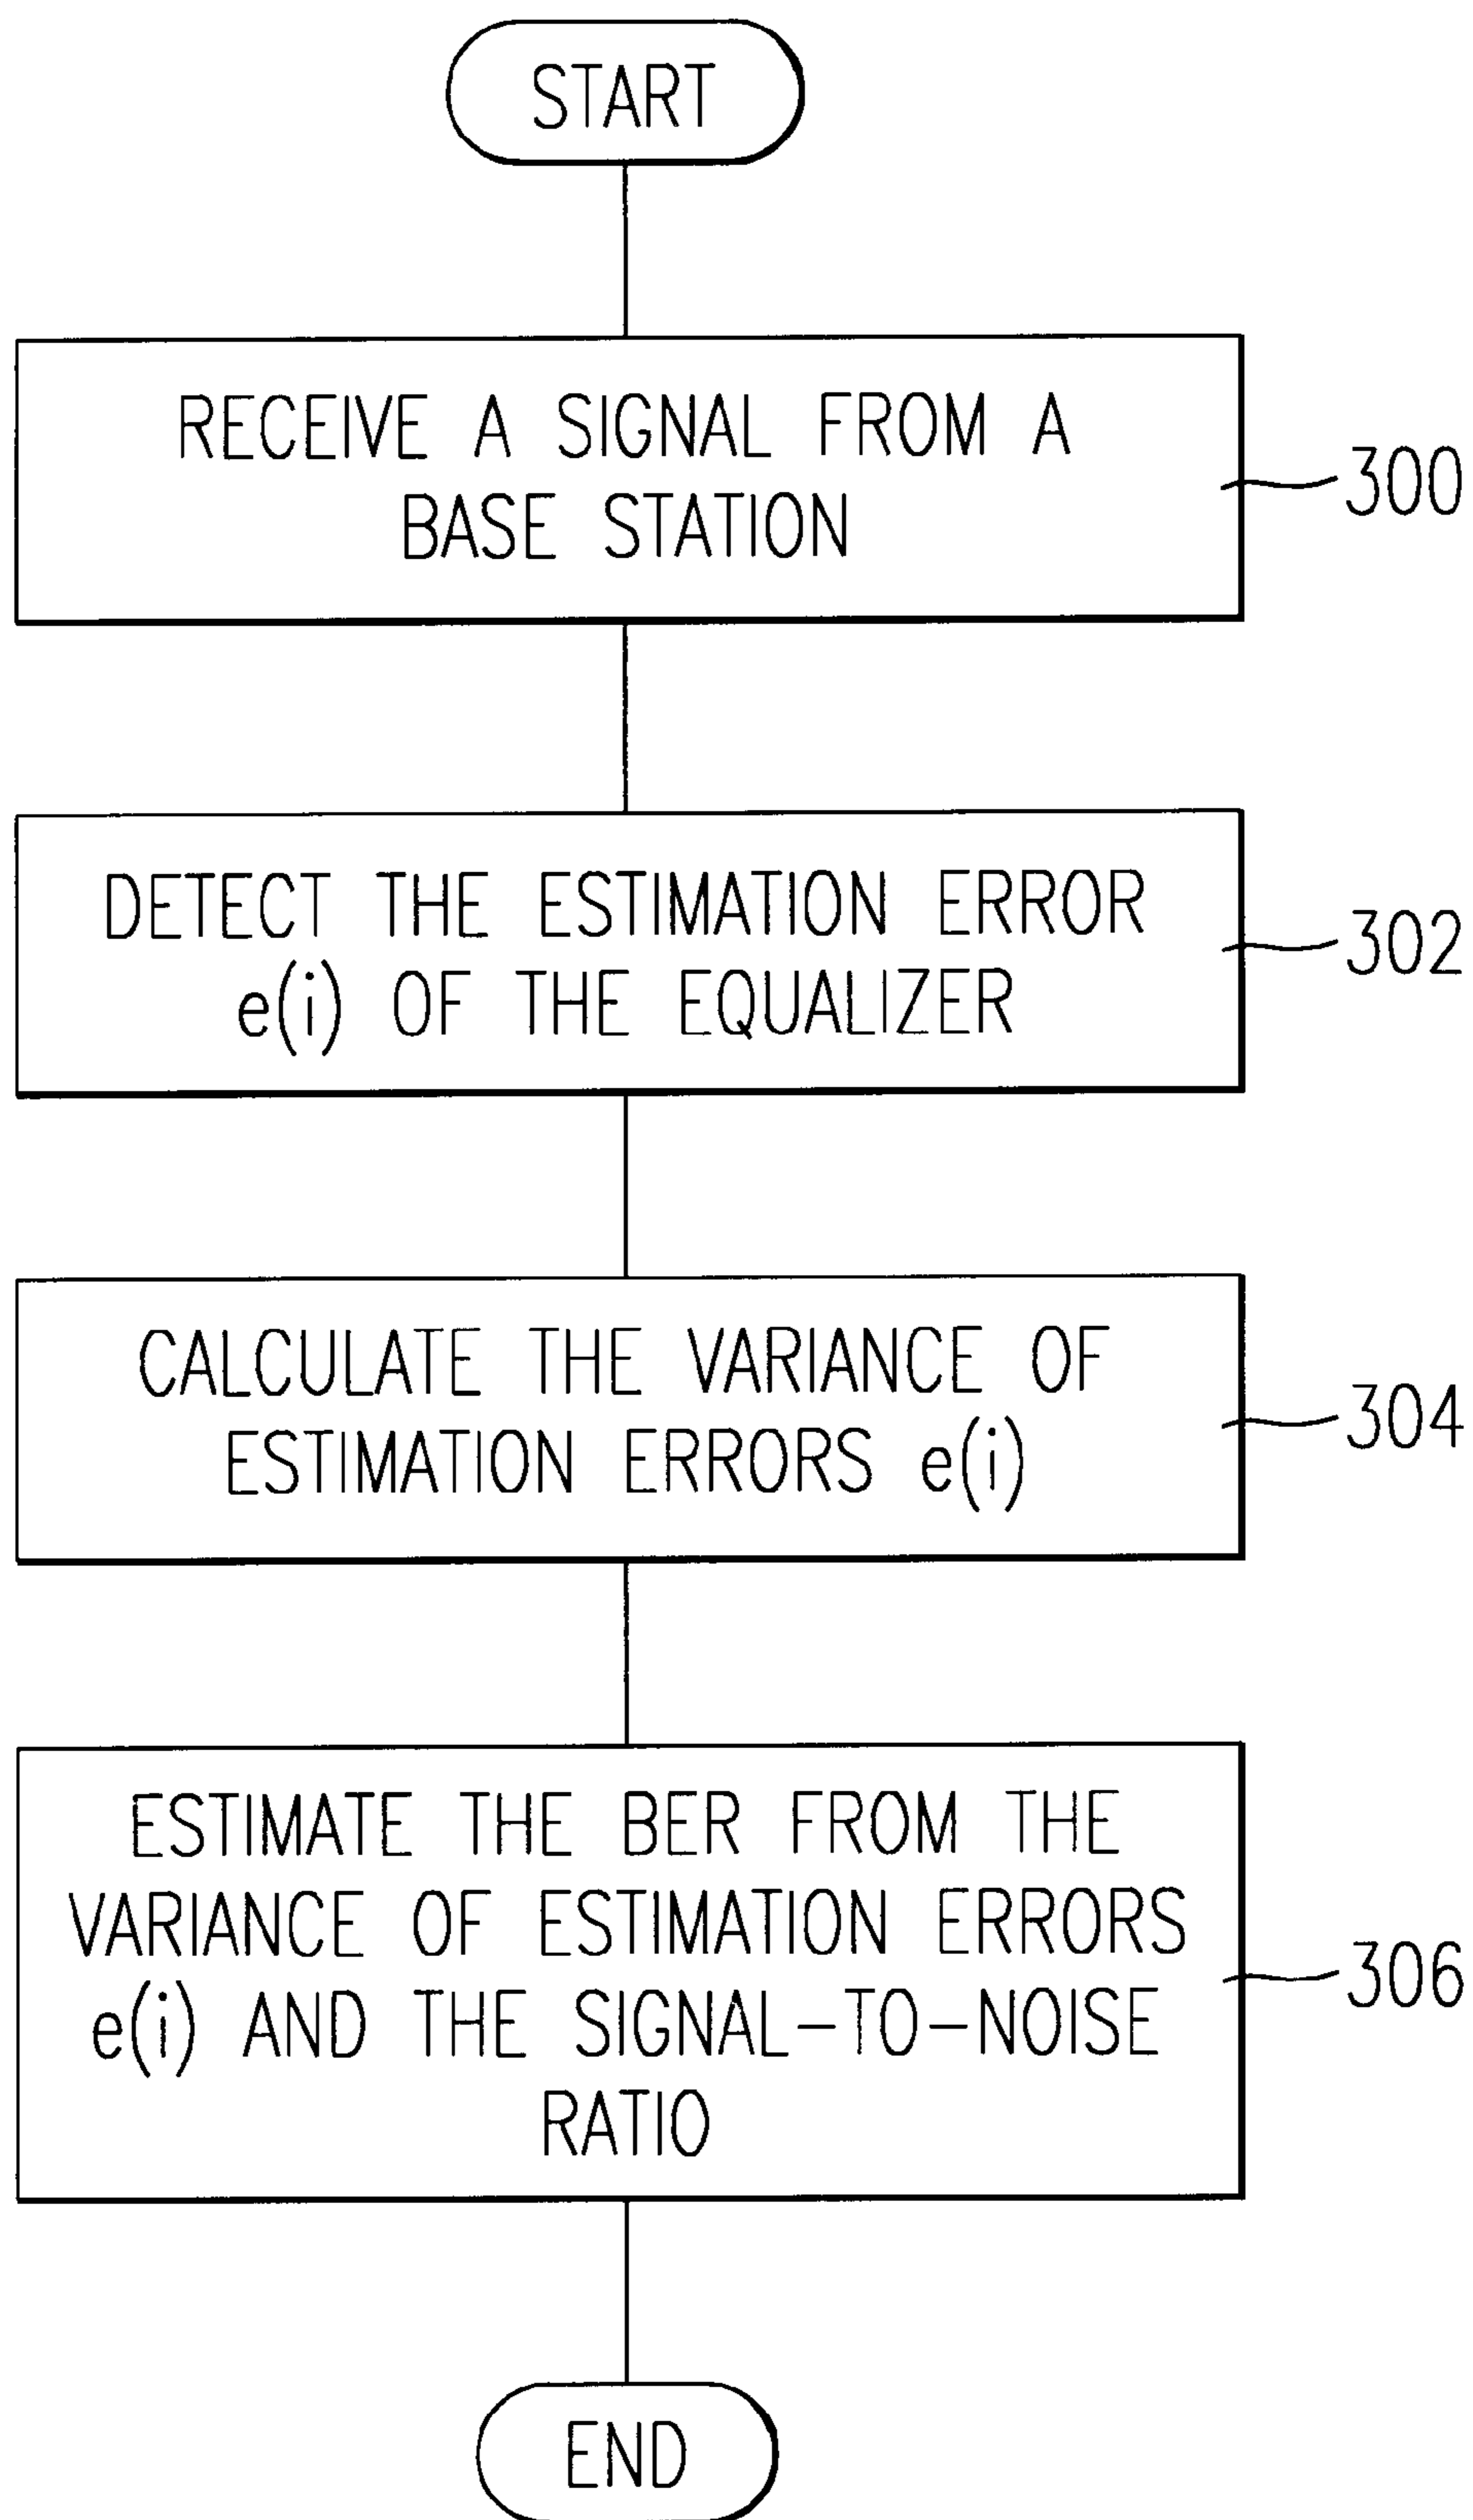 START
RECEIVE A SIGNAL FROM A
BASE STATION
300
DETECT THE ESTIMATION ERROR
e(i) OF THE EQUALIZER
302
CALCULATE THE VARIANCE OF
ESTIMATION ERRORS e(i)
304
ESTIMATE THE BER FROM THE
VARIANCE OF ESTIMATION ERRORS
e(i) AND THE SIGNAL-TO-NOISE
RATIO
306
END